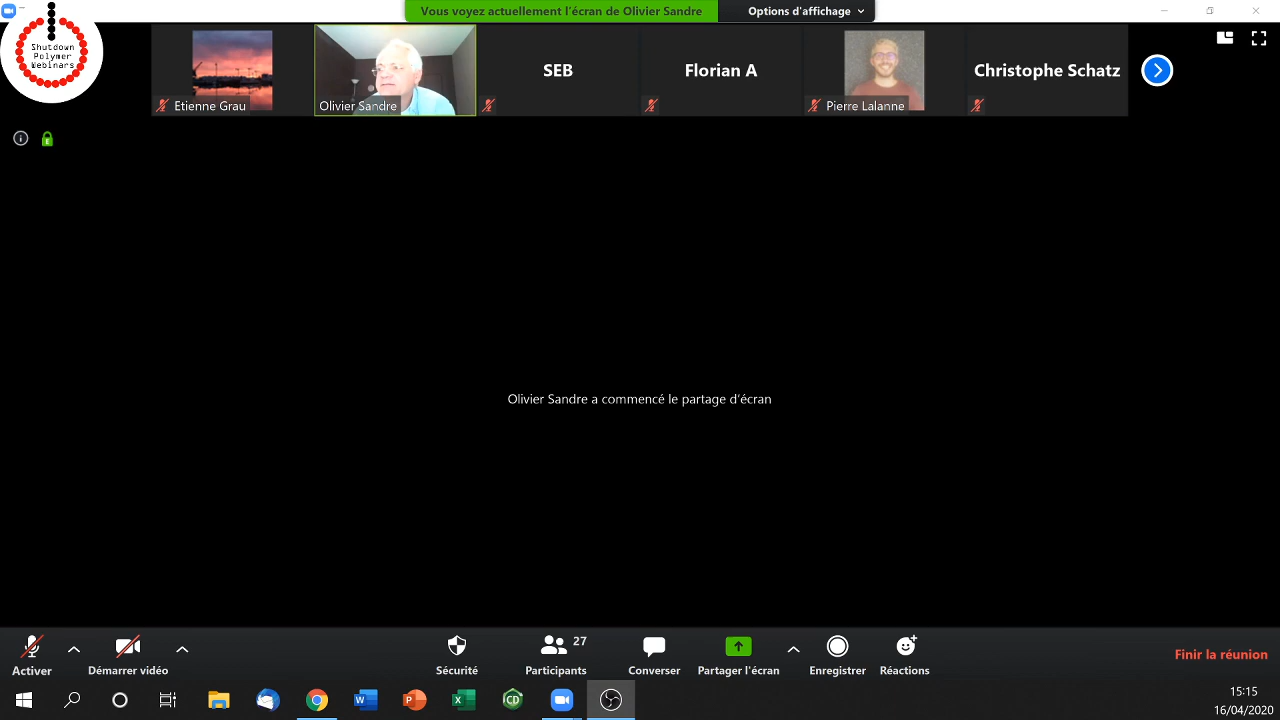 Vous voyez actuellement l'écran de Olivier Sandre
Options d'affichage
Shutdown
Polymer
Webinars
Etienne Grau
Olivier Sandre
SEB
Florian A
Pierre Lalanne
Christophe Schatz
Olivier Sandre a commencé le partage d'écran
Activer
Démarrer vidéo
Sécurité
27
Participants
Converser
Partager l'écran
Enregistrer
Réactions
Finir la réunion
15:15
16/04/2020